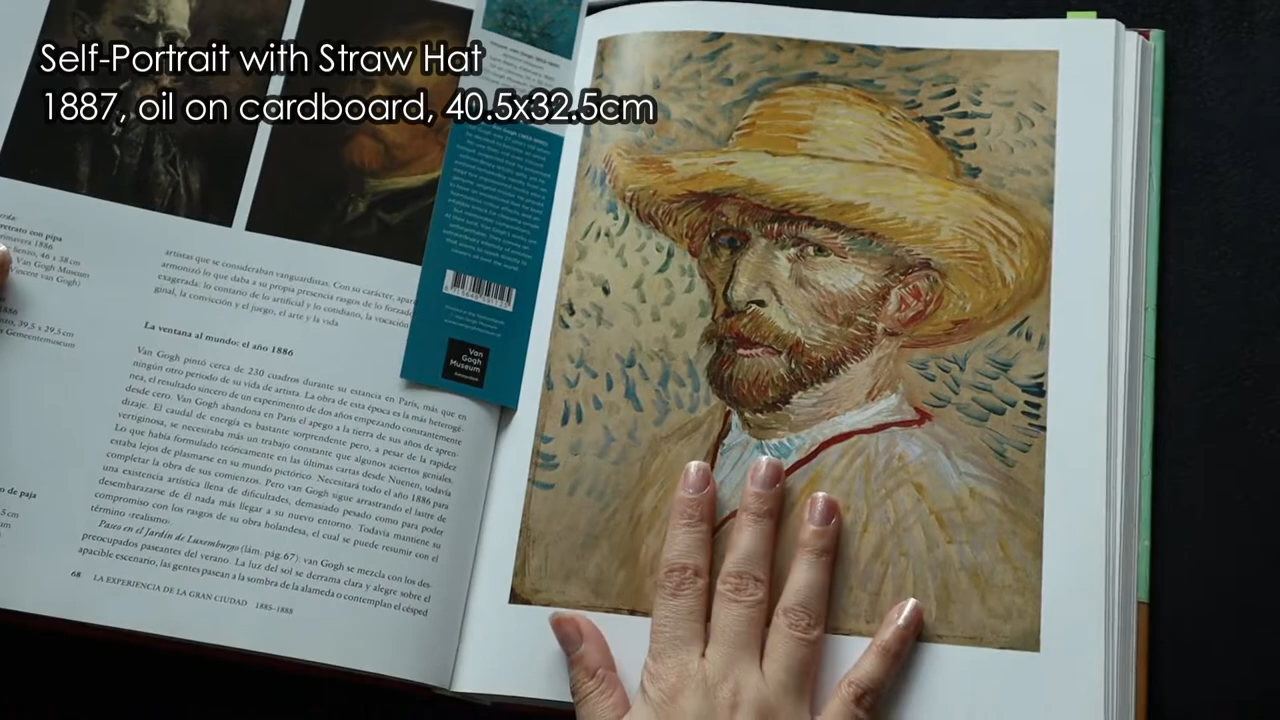 Self-Portrait with Straw Hat
1887, oil on cardboard, 40.5x32.5cm
retrato con pipa
46 x 38 cm
Van Gogh Museum
Vincent van Gogh)
39,5 x 29,5 cm
Gemeentemuseum
o de paja
artistas que se consideraban vanguardistas. Con su carácter,
armonizó lo que daba a su propia presencia rasgos de lo forzado
exagerada: lo contario de lo artificial y lo cotidiano, la vocación
ginal, la convicción y el juego, el arte y la vida.
La ventana al mundo: el año 1886
Van Gogh pintó cerca de 230 cuadros durante su estancia en París, más que en
ningún otro periodo de su vida de artista. La obra de esta época es la más heterogé-
nea, el resultado sincero de un experimento de dos años empezando constantemente
desde cero. Van Gogh abandona en París el apego a la tierra de sus años de apren-
dizaje. El caudal de energía es bastante sorprendente pero, a pesar de la rapidez
vertiginosa, se necesitaba más un trabajo constante que algunos aciertos geniales.
Lo que había formulado teóricamente en las últimas cartas desde Nuenen, todavía
estaba lejos de plasmarse en su mundo pictórico. Necesitará todo el año 1886 para
completar la obra de sus comienzos. Pero van Gogh sigue arrastrando el lastre de
una existencia artística llena de dificultades, demasiado pesado como para poder
desembarazarse de él nada más llegar a su nuevo entorno. Todavía mantiene su
compromiso con los rasgos de su obra holandesa, el cual se puede resumir con el
término ‹realismo›.
Paseo en el Jardín de Luxemburgo (lám. pág. 67): van Gogh se mezcla con los des-
preocupados paseantes del verano. La luz del sol se derrama clara y alegre sobre el
apacible escenario, las gentes pasean a la sombra de la alameda o contemplan el césped
68 LA EXPERIENCIA DE LA GRAN CIUDAD 1885–1888
Van
Gogh
Museum